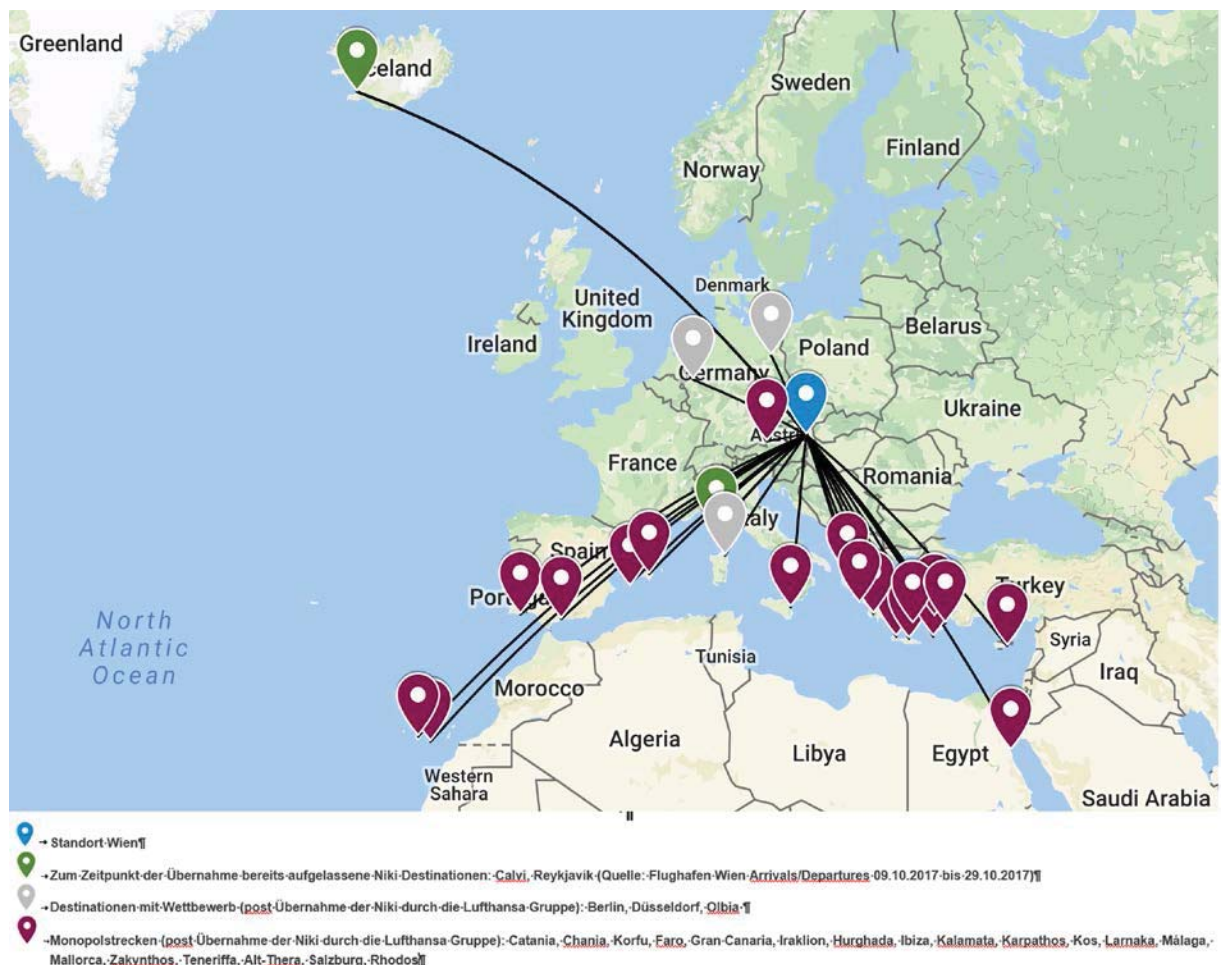 Greenland
Iceland
Sweden
Finland
Norway
Denmark
United
Kingdom
Belarus
Ireland
Poland
Germany
Ukraine
Austria
France
Romania
Italy
Spain
Portugal
Turkey
North
Atlantic
Ocean
Syria
Tunisia
Iraq
Morocco
Algeria
Libya
Egypt
Western
Sahara
Saudi Arabia
Standort·Wien¶
Zum·Zeitpunkt·der·Übernahme·bereits·aufgelassene·Niki·Destinationen:·Calvi,·Reykjavik·(Quelle:·Flughafen·Wien·Arrivals/Departures·09.10.2017·bis·29.10.2017)¶
Destinationen·mit·Wettbewerb·(post·Übernahme·der·Niki·durch·die·Lufthansa·Gruppe):·Berlin,·Düsseldorf,·Olbia·¶
Monopolstrecken·(post·Übernahme·der·Niki·durch·die·Lufthansa·Gruppe):·Catania,·Chania,·Korfu,·Faro,·Gran·Canaria,·Iraklion,·Hurghada,·Ibiza,·Kalamata,·Karpathos,·Kos,·Larnaka,·Málaga,·
Mallorca,·Zakynthos,·Teneriffa,·Alt-Thera,·Salzburg,·Rhodos¶